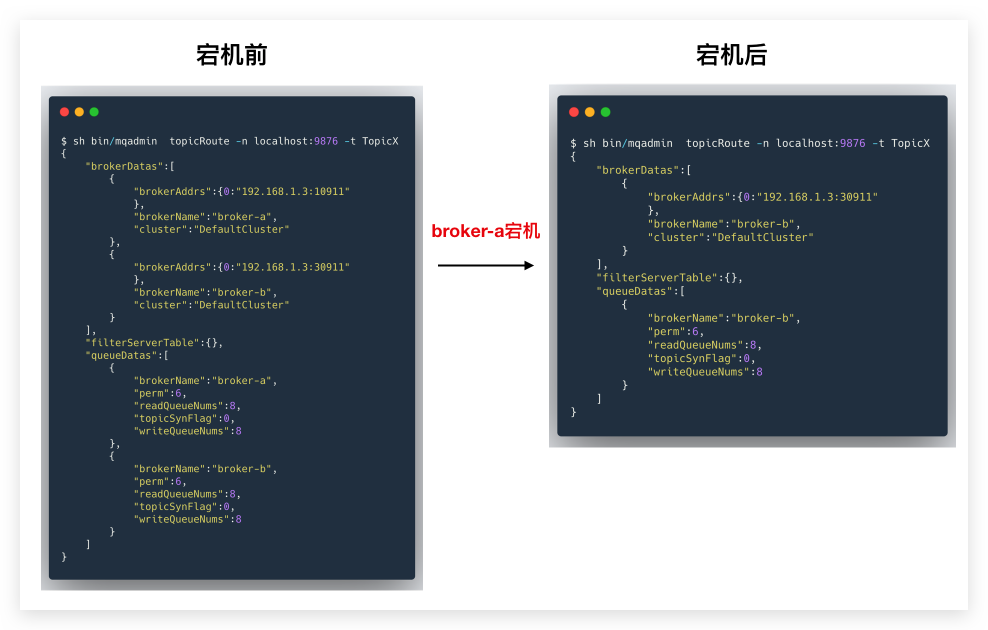 宕机前
$ sh bin/mqadmin  topicRoute -n localhost:9876 -t TopicX
{
    "brokerDatas":[
        {
            "brokerAddrs":{0:"192.168.1.3:10911"
            },
            "brokerName":"broker-a",
            "cluster":"DefaultCluster"
        },
        {
            "brokerAddrs":{0:"192.168.1.3:30911"
            },
            "brokerName":"broker-b",
            "cluster":"DefaultCluster"
        }
    ],
    "filterServerTable":{},
    "queueDatas":[
        {
            "brokerName":"broker-a",
            "perm":6,
            "readQueueNums":8,
            "topicSynFlag":0,
            "writeQueueNums":8
        },
        {
            "brokerName":"broker-b",
            "perm":6,
            "readQueueNums":8,
            "topicSynFlag":0,
            "writeQueueNums":8
        }
    ]
}
broker-a宕机
宕机后
$ sh bin/mqadmin  topicRoute -n localhost:9876 -t TopicX
{
    "brokerDatas":[
        {
            "brokerAddrs":{0:"192.168.1.3:30911"
            },
            "brokerName":"broker-b",
            "cluster":"DefaultCluster"
        }
    ],
    "filterServerTable":{},
    "queueDatas":[
        {
            "brokerName":"broker-b",
            "perm":6,
            "readQueueNums":8,
            "topicSynFlag":0,
            "writeQueueNums":8
        }
    ]
}